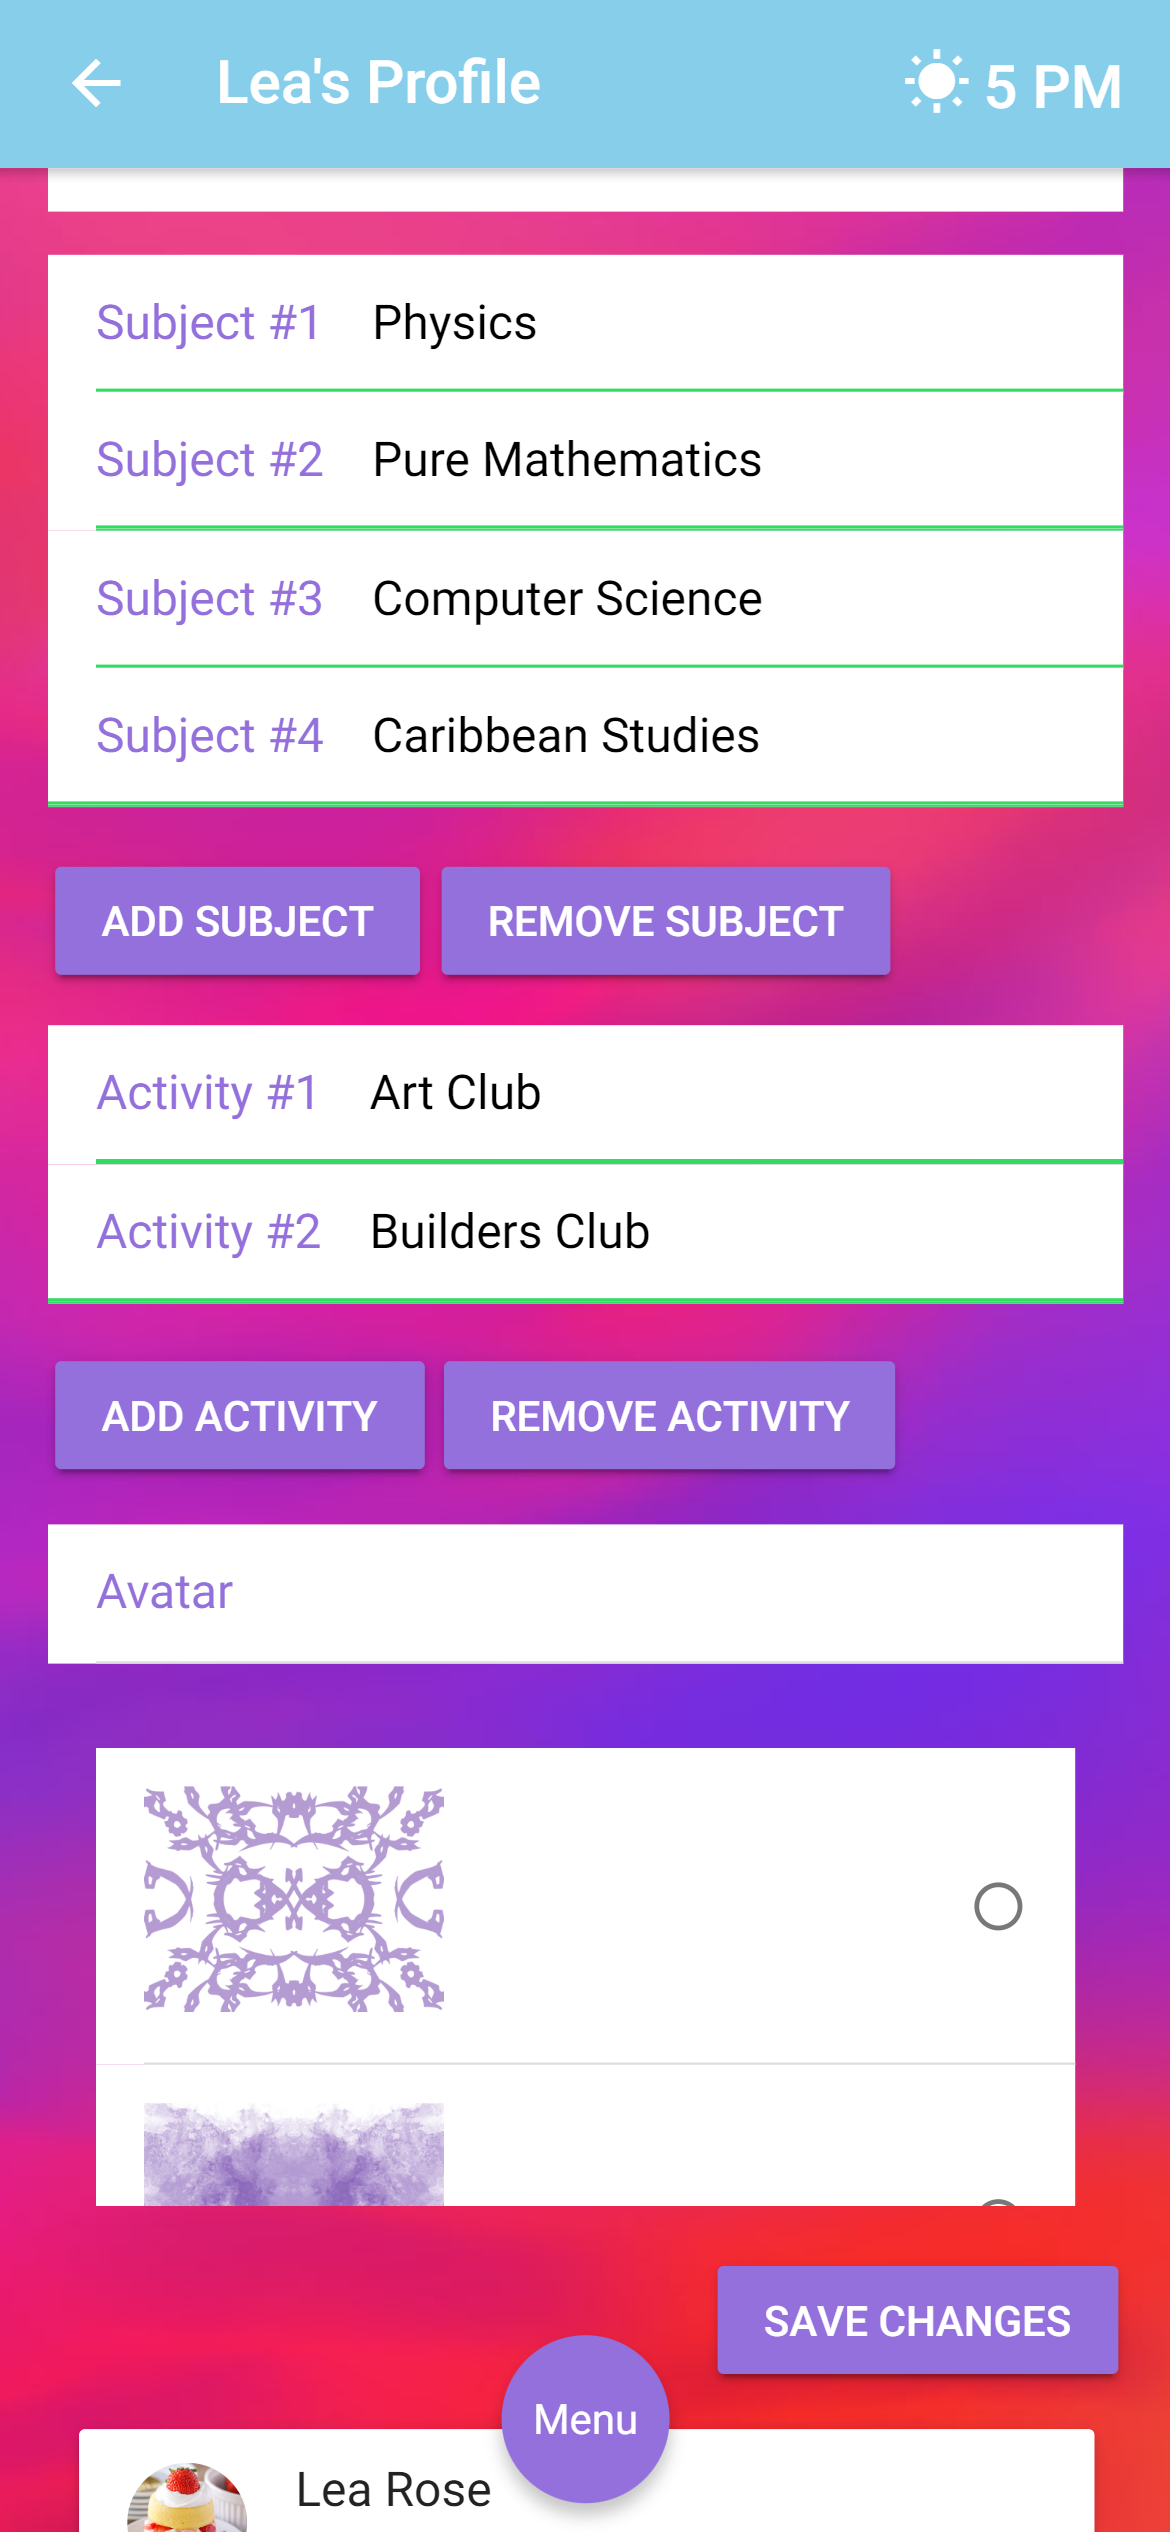 Lea's Profile
5 PM
Subject #1 Physics
Subject #2 Pure Mathematics
Subject #3 Computer Science
Subject #4 Caribbean Studies
ADD SUBJECT REMOVE SUBJECT
Activity #1 Art Club
Activity #2 Builders Club
ADD ACTIVITY REMOVE ACTIVITY
Avatar
SAVE CHANGES
Menu
Lea Rose